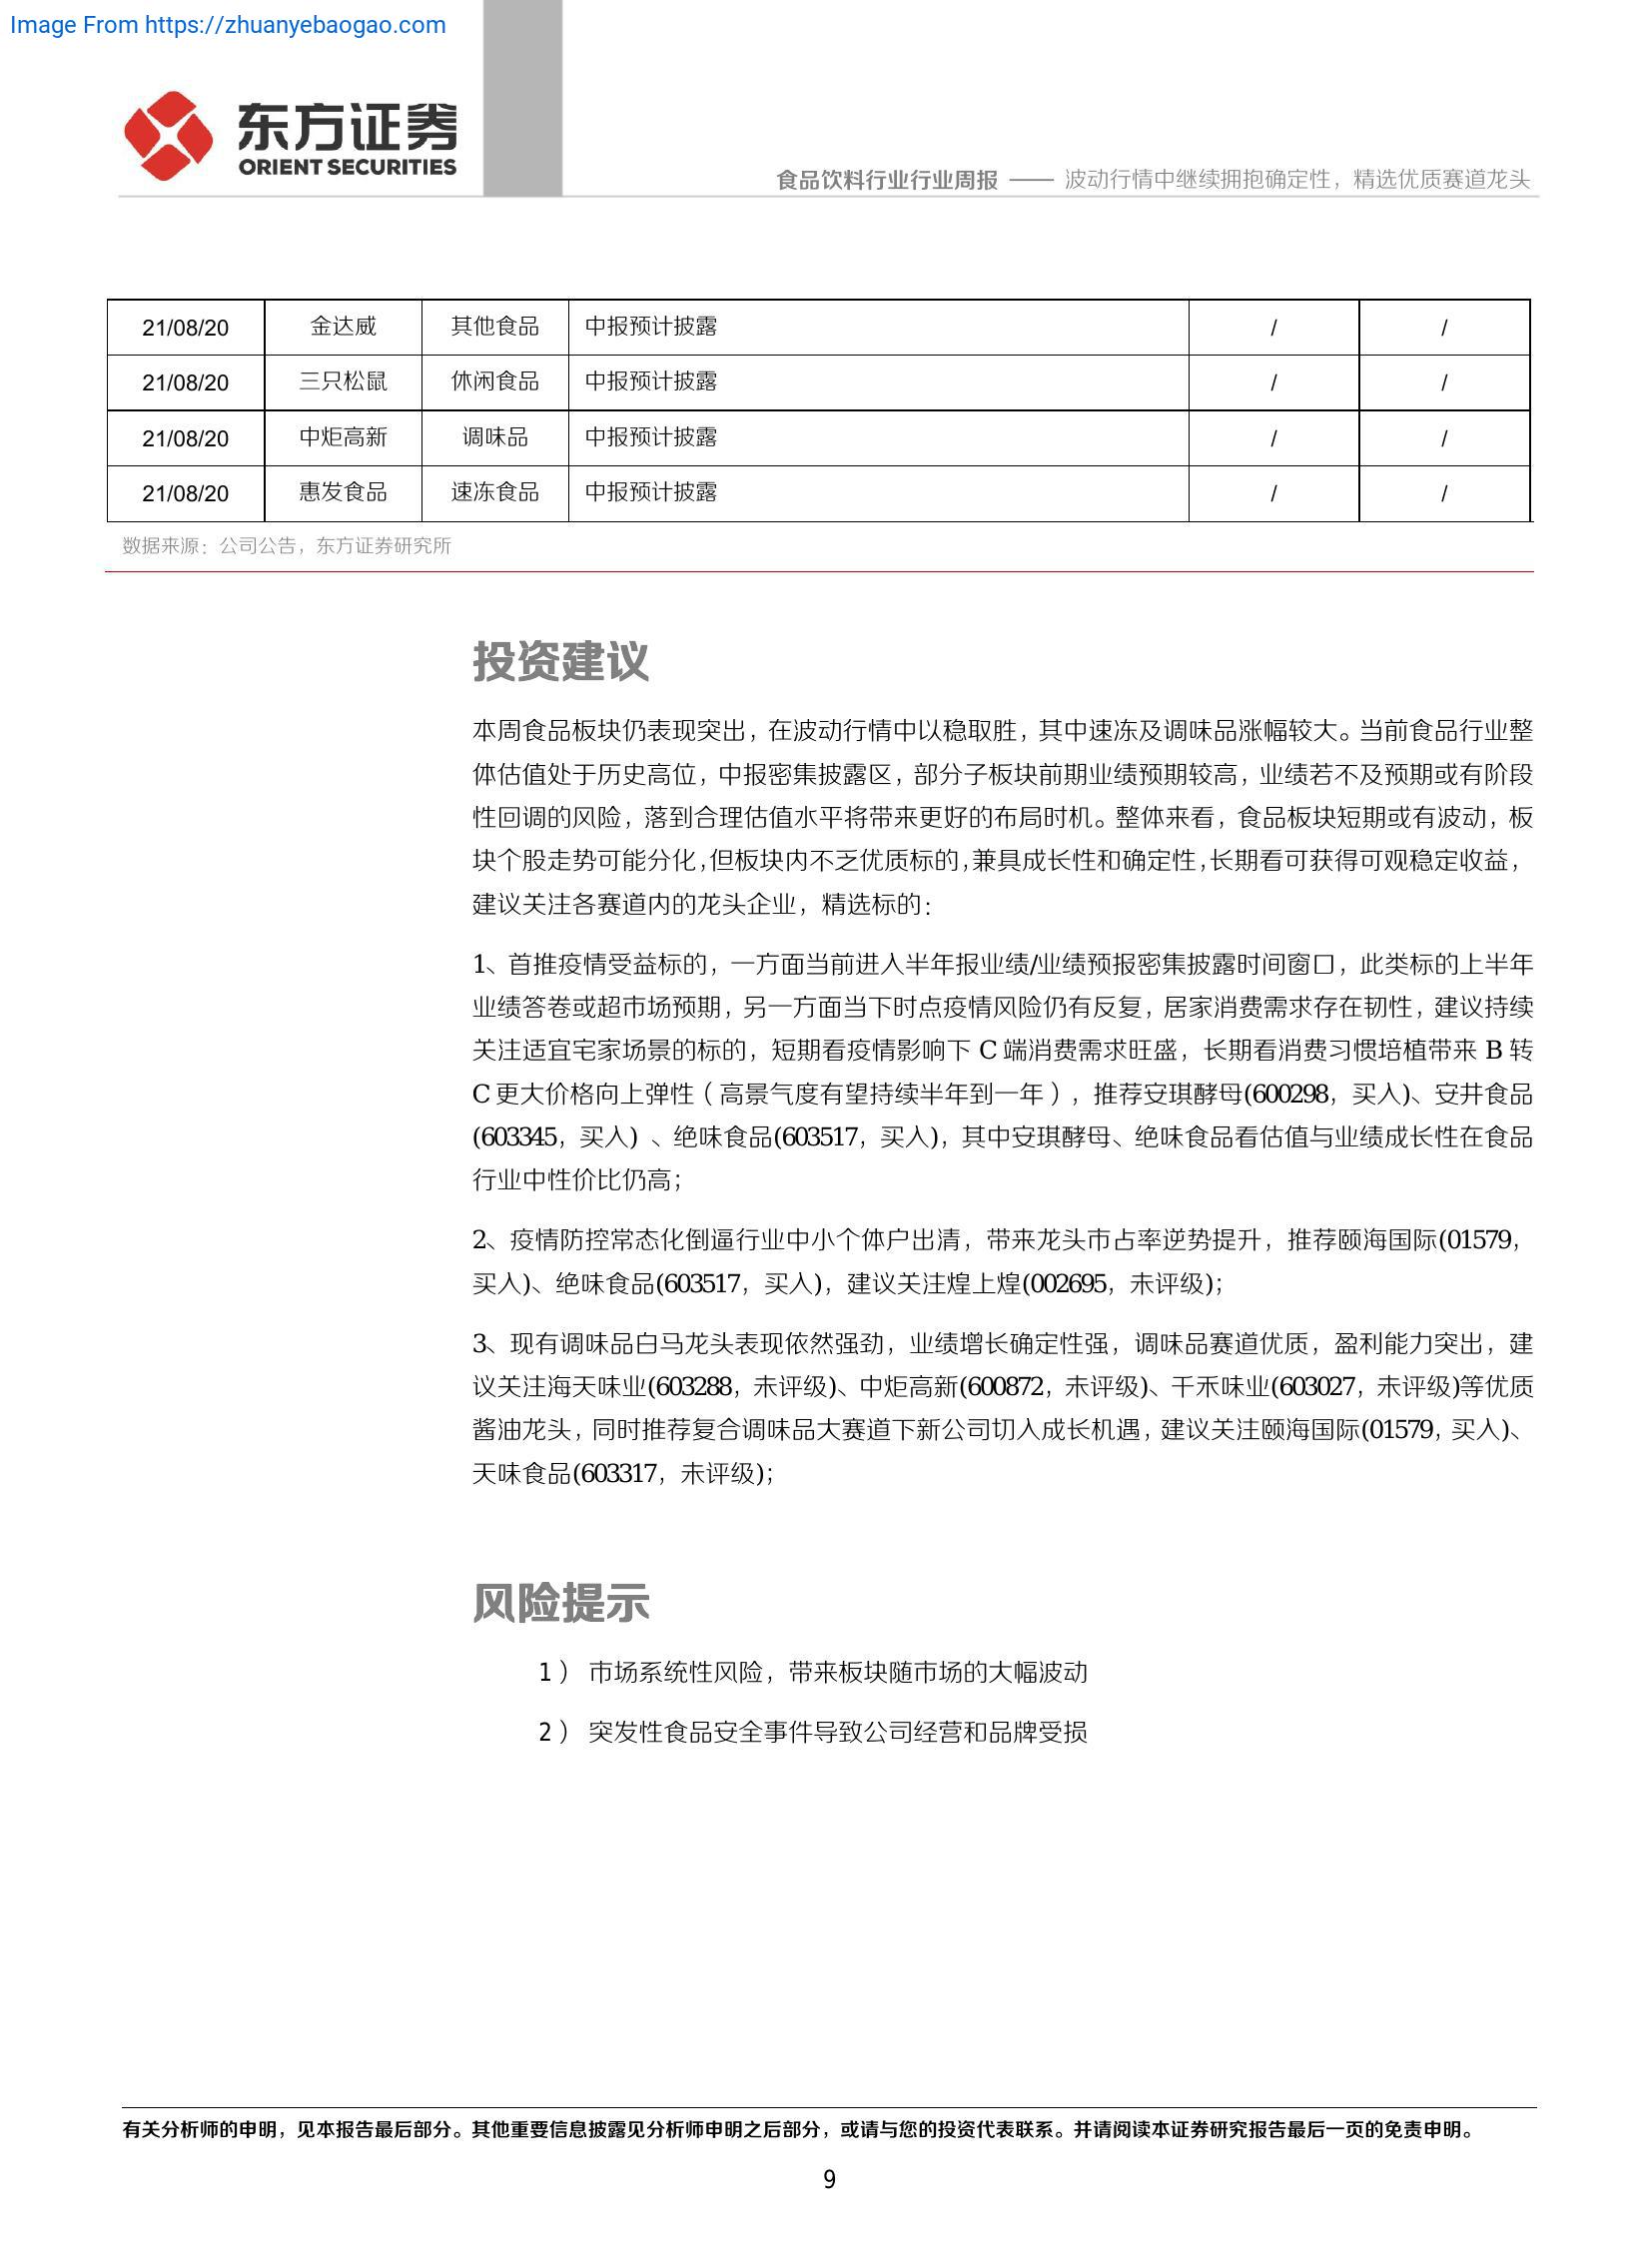 Image From https://zhuanyebaogao.com
东方证券
ORIENT SECURITIES
食品饮料行业行业周报 —— 波动行情中继续拥抱确定性，精选优质赛道龙头
21/08/20 金达威 其他食品 中报预计披露 / /
21/08/20 三只松鼠 休闲食品 中报预计披露 / /
21/08/20 中炬高新 调味品 中报预计披露 / /
21/08/20 惠发食品 速冻食品 中报预计披露 / /
数据来源：公司公告，东方证券研究所
投资建议
本周食品板块仍表现突出，在波动行情中以稳取胜，其中速冻及调味品涨幅较大。当前食品行业整
体估值处于历史高位，中报密集披露区，部分子板块前期业绩预期较高，业绩若不及预期或有阶段
性回调的风险，落到合理估值水平将带来更好的布局时机。整体来看，食品板块短期或有波动，板
块个股走势可能分化，但板块内不乏优质标的，兼具成长性和确定性，长期看可获得可观稳定收益，
建议关注各赛道内的龙头企业，精选标的：
1、首推疫情受益标的，一方面当前进入半年报业绩/业绩预报密集披露时间窗口，此类标的上半年
业绩答卷或超市场预期，另一方面当下时点疫情风险仍有反复，居家消费需求存在韧性，建议持续
关注适宜宅家场景的标的，短期看疫情影响下 C 端消费需求旺盛，长期看消费习惯培植带来 B 转
C 更大价格向上弹性（高景气度有望持续半年到一年），推荐安琪酵母(600298，买入)、安井食品
(603345，买入) 、绝味食品(603517，买入)，其中安琪酵母、绝味食品看估值与业绩成长性在食品
行业中性价比仍高；
2、疫情防控常态化倒逼行业中小个体户出清，带来龙头市占率逆势提升，推荐颐海国际(01579，
买入)、绝味食品(603517，买入)，建议关注煌上煌(002695，未评级)；
3、现有调味品白马龙头表现依然强劲，业绩增长确定性强，调味品赛道优质，盈利能力突出，建
议关注海天味业(603288，未评级)、中炬高新(600872，未评级)、千禾味业(603027，未评级)等优质
酱油龙头，同时推荐复合调味品大赛道下新公司切入成长机遇，建议关注颐海国际(01579，买入)、
天味食品(603317，未评级)；
风险提示
1） 市场系统性风险，带来板块随市场的大幅波动
2） 突发性食品安全事件导致公司经营和品牌受损
有关分析师的申明，见本报告最后部分。其他重要信息披露见分析师申明之后部分，或请与您的投资代表联系。并请阅读本证券研究报告最后一页的免责申明。
9